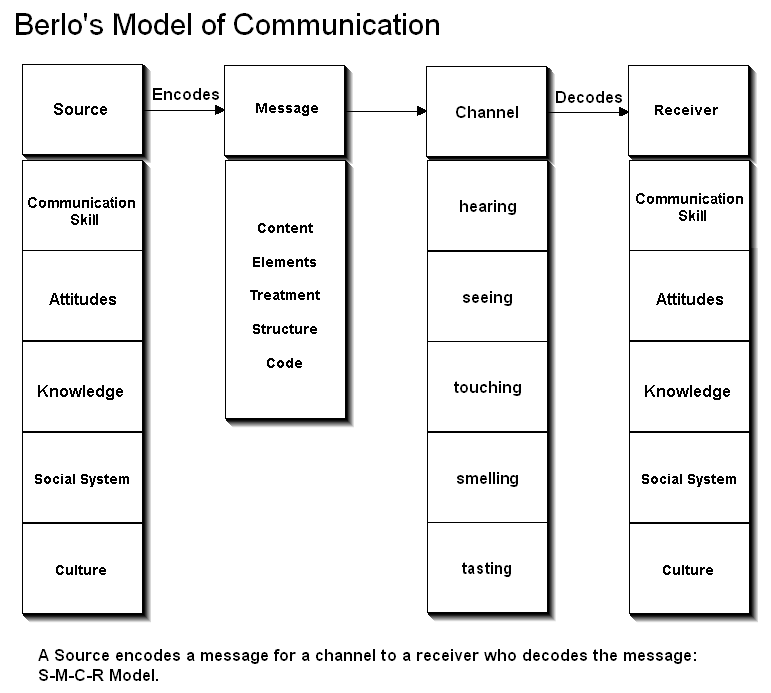 Berlo's Model of Communication
Source
Encodes
Message
Channel
Decodes
Receiver
Communication
Skill
Attitudes
Knowledge
Social System
Culture
Content
Elements
Treatment
Structure
Code
hearing
seeing
touching
smelling
tasting
Communication
Skill
Attitudes
Knowledge
Social System
Culture
A Source encodes a message for a channel to a receiver who decodes the message:
S-M-C-R Model.